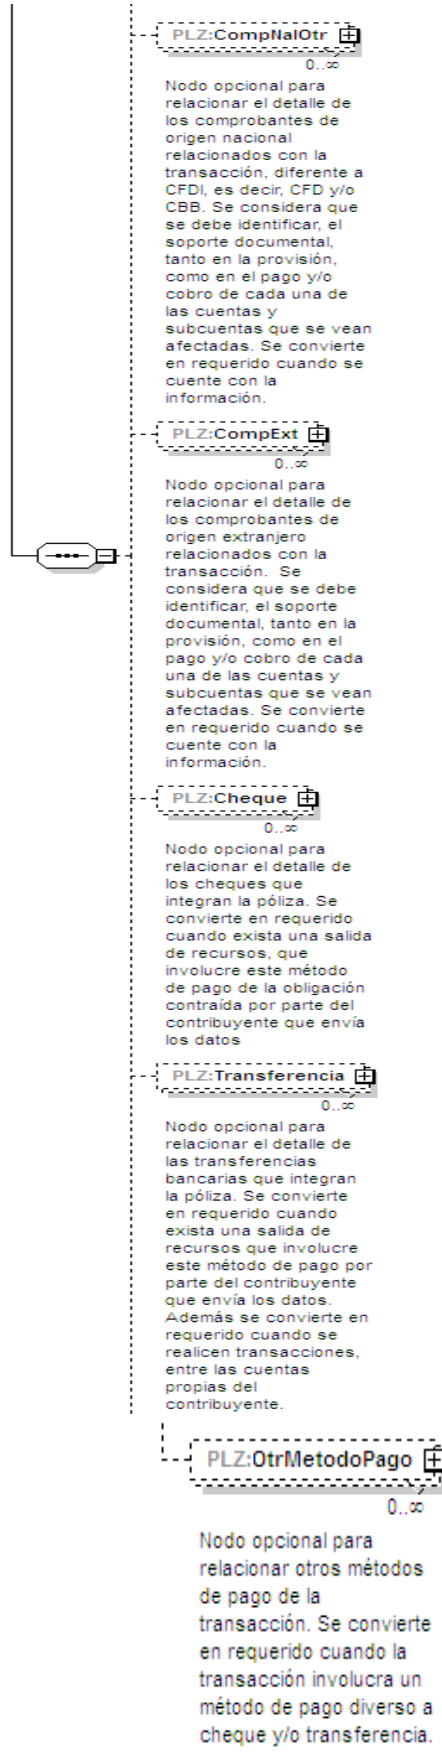 PLZ:CompNalOtr
0..∞
Nodo opcional para
relacionar el detalle de
los comprobantes de
origen nacional
relacionados con la
transacción, diferente a
CFDI, es decir, CFD y/o
CBB. Se considera que
se debe identificar, el
soporte documental,
tanto en la provisión,
como en el pago y/o
cobro de cada una de
las cuentas y
subcuentas que se vean
afectadas. Se convierte
en requerido cuando se
cuente con la
información.
PLZ:CompExt
0..∞
Nodo opcional para
relacionar el detalle de
los comprobantes de
origen extranjero
relacionados con la
transacción. Se
considera que se debe
identificar, el soporte
documental, tanto en la
provisión, como en el
pago y/o cobro de cada
una de las cuentas y
subcuentas que se vean
afectadas. Se convierte
en requerido cuando se
cuente con la
información.
PLZ:Cheque
0..∞
Nodo opcional para
relacionar el detalle de
los cheques que
integran la póliza. Se
convierte en requerido
cuando exista una salida
de recursos, que
involucre este método
de pago de la obligación
contraída por parte del
contribuyente que envía
los datos
PLZ:Transferencia
0..∞
Nodo opcional para
relacionar el detalle de
las transferencias
bancarias que integran
la póliza. Se convierte
en requerido cuando
exista una salida de
recursos que involucre
este método de pago por
parte del contribuyente
que envía los datos.
Además se convierte en
requerido cuando se
realicen transacciones,
entre las cuentas
propias del
contribuyente.
PLZ:OtrMetodoPago
0..∞
Nodo opcional para
relacionar otros métodos
de pago de la
transacción. Se convierte
en requerido cuando la
transacción involucra un
método de pago diverso a
cheque y/o transferencia.